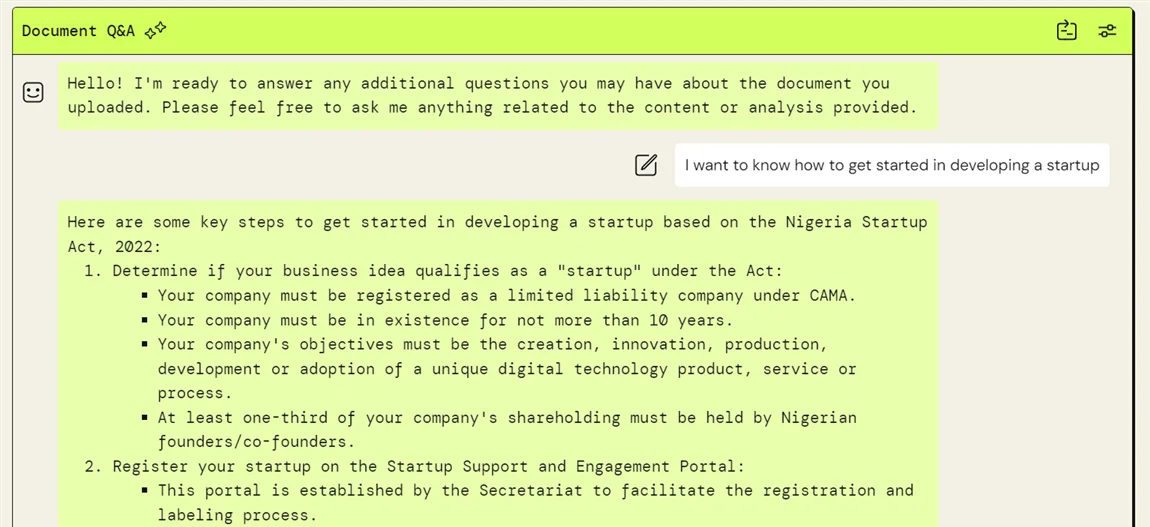 Document Q&A
Hello! I'm ready to answer any additional questions you may have about the document you
uploaded. Please feel free to ask me anything related to the content or analysis provided.
I want to know how to get started in developing a startup
Here are some key steps to get started in developing a startup based on the Nigeria Startup
Act, 2022:
1. Determine if your business idea qualifies as a "startup" under the Act:
▪ Your company must be registered as a limited liability company under CAMA.
▪ Your company must be in existence for not more than 10 years.
▪ Your company's objectives must be the creation, innovation, production,
development or adoption of a unique digital technology product, service or
process.
▪ At least one-third of your company's shareholding must be held by Nigerian
founders/co-founders.
2. Register your startup on the Startup Support and Engagement Portal:
▪ This portal is established by the Secretariat to facilitate the registration and
labeling process.